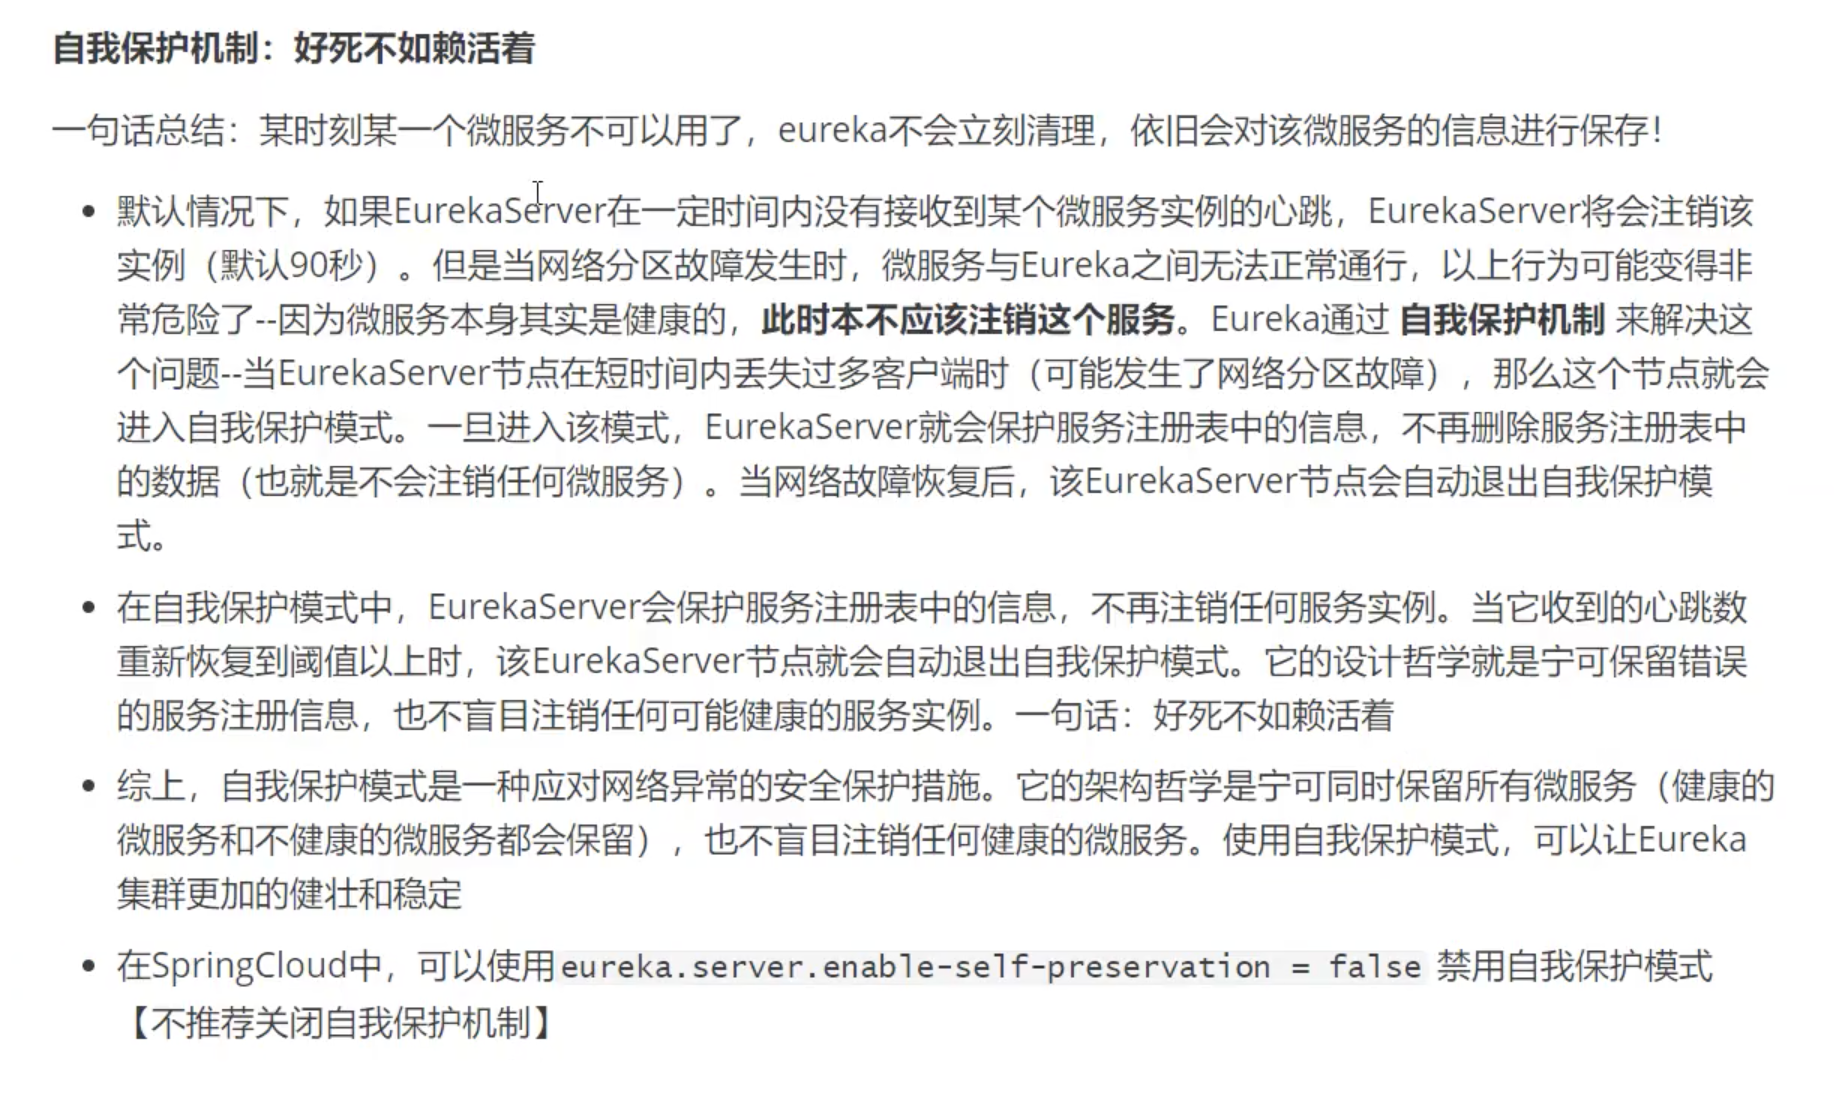 自我保护机制：好死不如赖活着
一句话总结：某时刻某一个微服务不可以用了，eureka不会立刻清理，依旧会对该微服务的信息进行保存！
默认情况下，如果EurekaServer在一定时间内没有接收到某个微服务实例的心跳，EurekaServer将会注销该
实例（默认90秒）。但是当网络分区故障发生时，微服务与Eureka之间无法正常通行，以上行为可能变得非
常危险了--因为微服务本身其实是健康的，此时本不应该注销这个服务。Eureka通过 自我保护机制 来解决这
个问题--当EurekaServer节点在短时间内丢失过多客户端时（可能发生了网络分区故障），那么这个节点就会
进入自我保护模式。一旦进入该模式，EurekaServer就会保护服务注册表中的信息，不再删除服务注册表中
的数据（也就是不会注销任何微服务）。当网络故障恢复后，该EurekaServer节点会自动退出自我保护模
式。
在自我保护模式中，EurekaServer会保护服务注册表中的信息，不再注销任何服务实例。当它收到的心跳数
重新恢复到阈值以上时，该EurekaServer节点就会自动退出自我保护模式。它的设计哲学就是宁可保留错误
的服务注册信息，也不盲目注销任何可能健康的服务实例。一句话：好死不如赖活着
综上，自我保护模式是一种应对网络异常的安全保护措施。它的架构哲学是宁可同时保留所有微服务（健康的
微服务和不健康的微服务都会保留），也不盲目注销任何健康的微服务。使用自我保护模式，可以让Eureka
集群更加的健壮和稳定
在SpringCloud中，可以使用eureka.server.enable-self-preservation = false 禁用自我保护模式
【不推荐关闭自我保护机制】